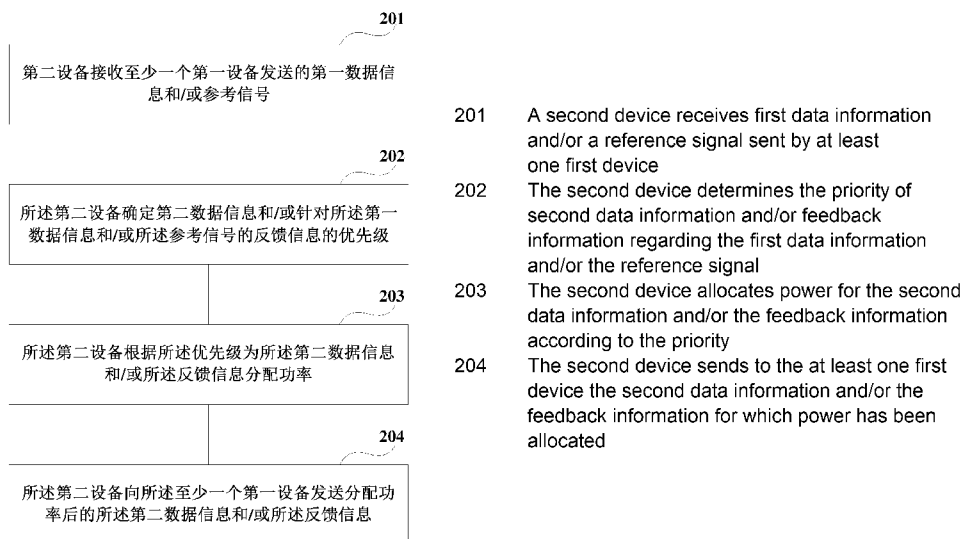 201
第二设备接收至少一个第一设备发送的第一数据信
息和/或参考信号
202
所述第二设备确定第二数据信息和/或针对所述第一
数据信息和/或所述参考信号的反馈信息的优先级
203
所述第二设备根据所述优先级为所述第二数据信息
和/或所述反馈信息分配功率
204
所述第二设备向所述至少一个第一设备发送分配功
率后的所述第二数据信息和/或所述反馈信息
201 A second device receives first data information
and/or a reference signal sent by at least
one first device
202 The second device determines the priority of
second data information and/or feedback
information regarding the first data information
and/or the reference signal
203 The second device allocates power for the second
data information and/or the feedback information
according to the priority
204 The second device sends to the at least one first
device the second data information and/or the
feedback information for which power has been
allocated